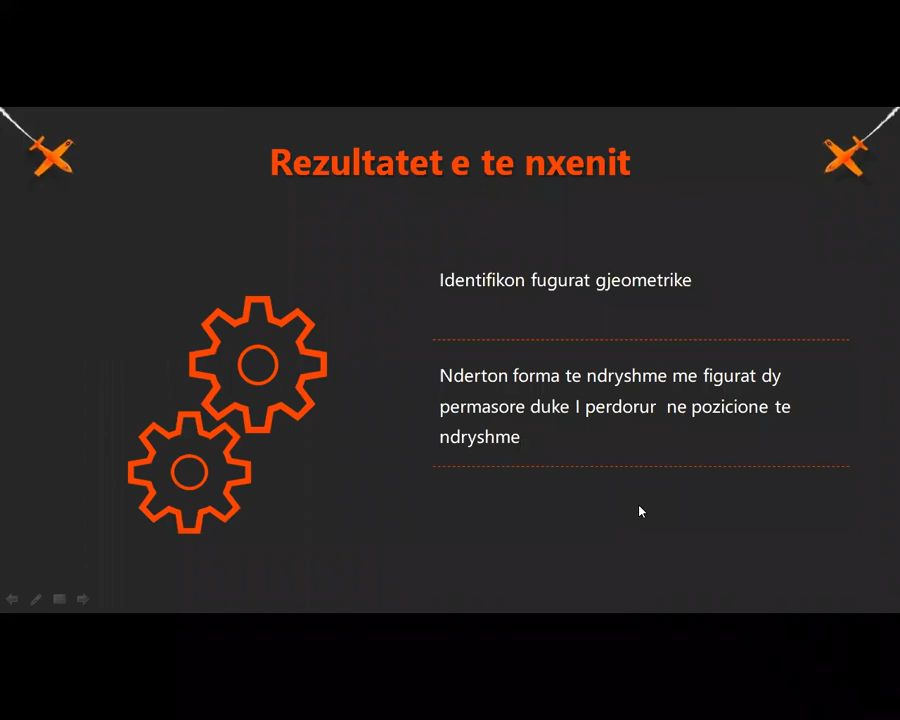 Rezultatet e te nxenit
Identifikon fugurat gjeometrike
Nderton forma te ndryshme me figurat dy
permasore duke I perdorur ne pozicione te
ndryshme